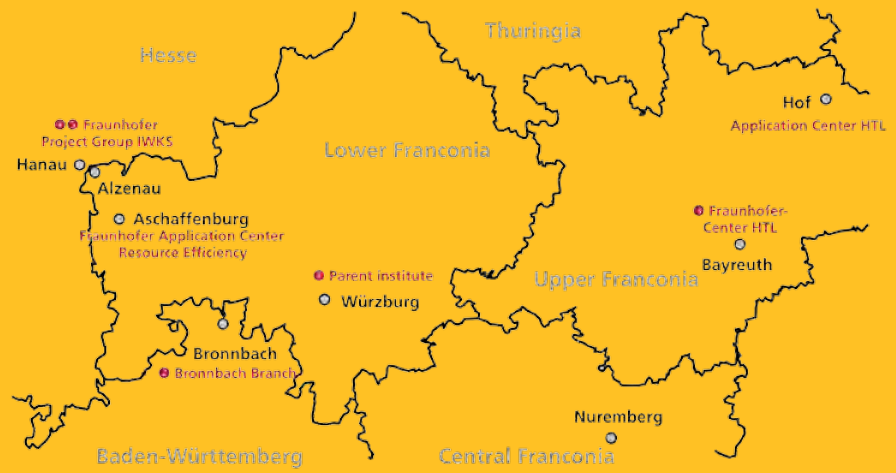 Thuringia
Hesse
Hof
Application Center HTL
Fraunhofer
Project Group IWKS
Lower Franconia
Hanau
Alzenau
Aschaffenburg
Fraunhofer Application Center
Resource Efficiency
Fraunhofer-
Center HTL
Bayreuth
Parent institute
Würzburg
Upper Franconia
Bronnbach
2 Bronnbach Branch
Nuremberg
Baden-Württemberg
Central Franconia